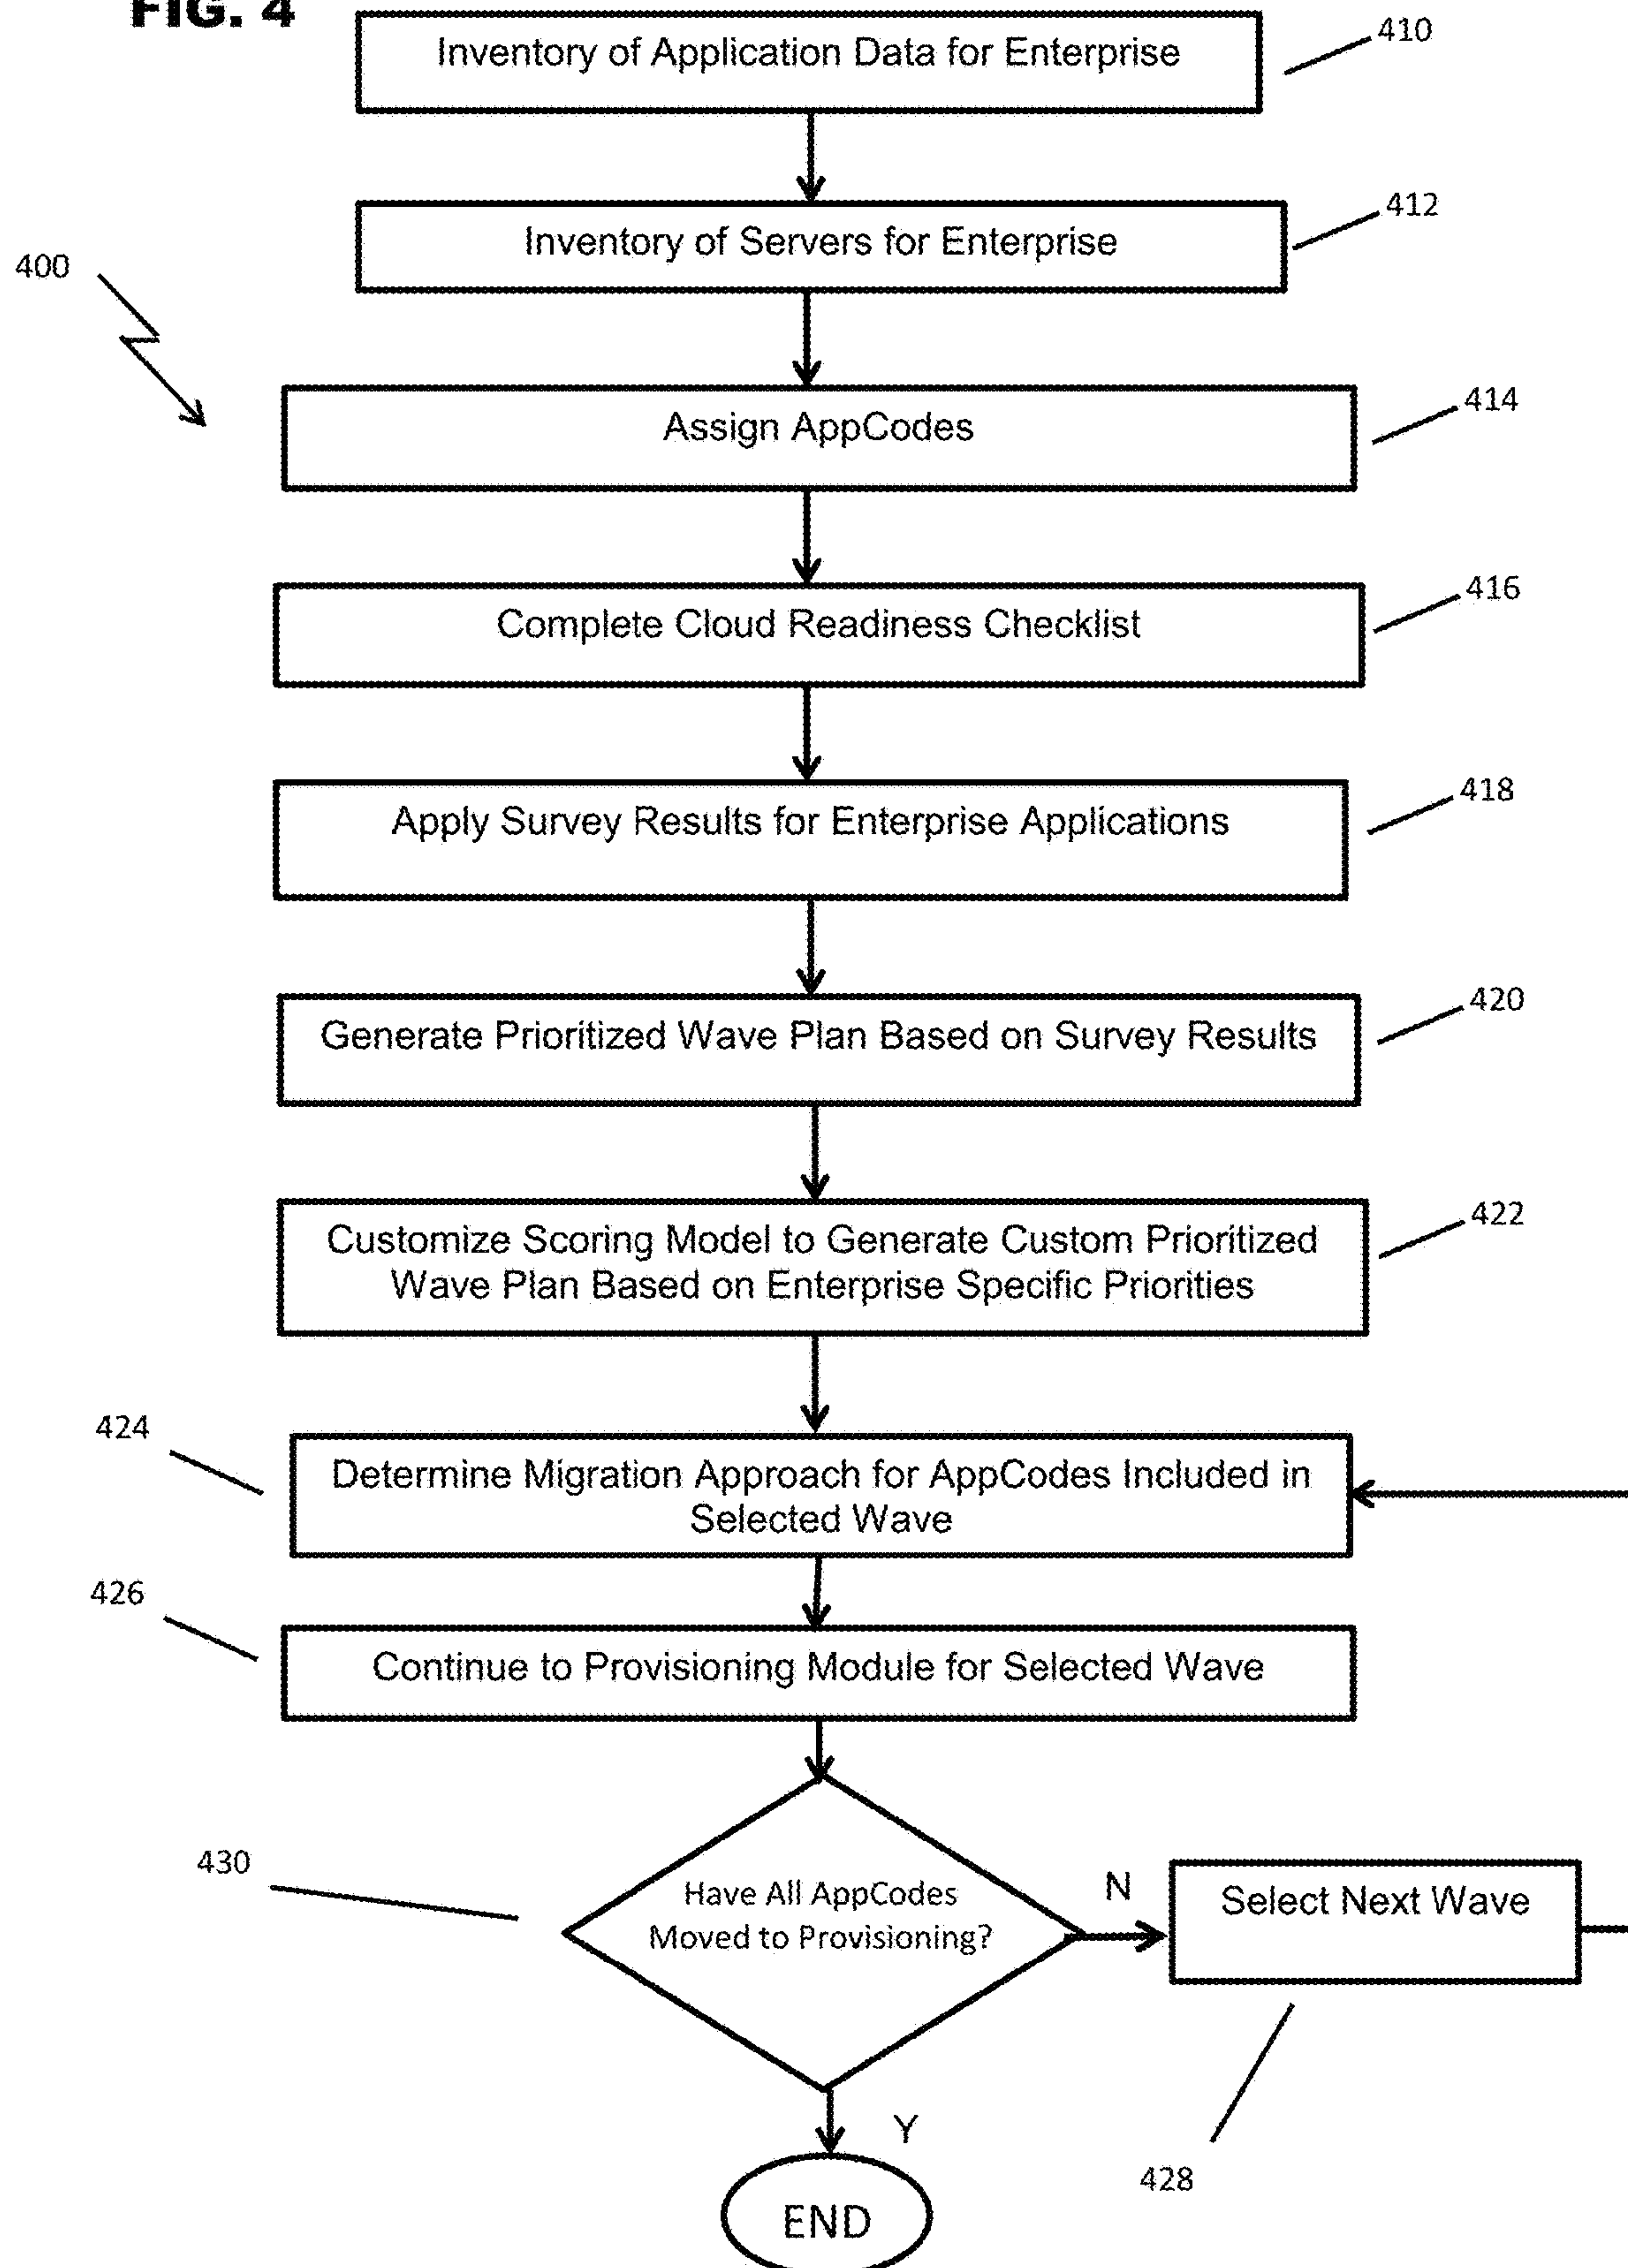 FIG. 4
Inventory of Application Data for Enterprise
410
Inventory of Servers for Enterprise
412
400
Assign AppCodes
414
Complete Cloud Readiness Checklist
416
Apply Survey Results for Enterprise Applications
418
Generate Prioritized Wave Plan Based on Survey Results
420
Customize Scoring Model to Generate Custom Prioritized
Wave Plan Based on Enterprise Specific Priorities
422
424
Determine Migration Approach for AppCodes Included in
Selected Wave
426
Continue to Provisioning Module for Selected Wave
430
Have All AppCodes
Moved to Provisioning?
N
Select Next Wave
Y
428
END